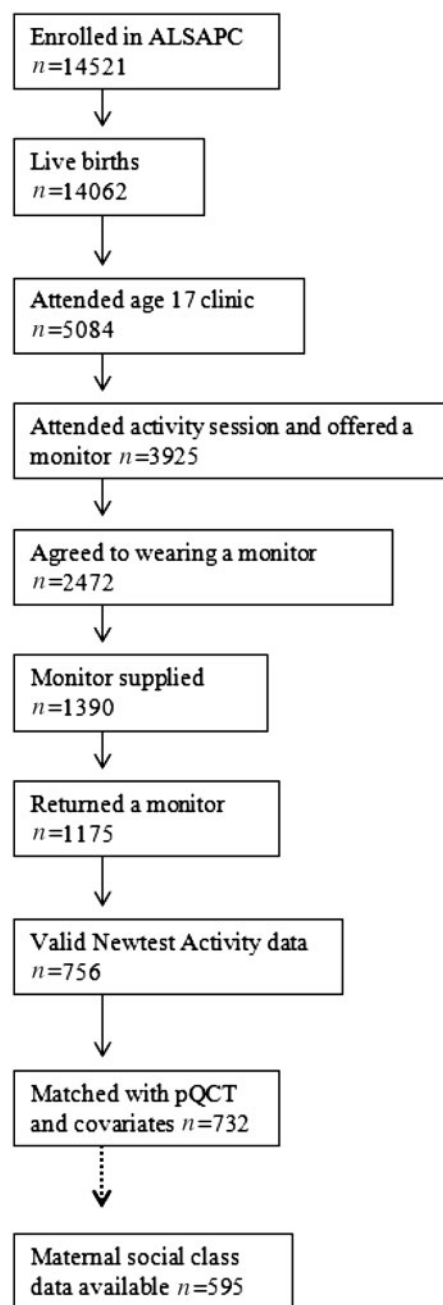 Enrolled in ALSAPC
n=14521
Live births
n=14062
Attended age 17 clinic
n=5084
Attended activity session and offered a
monitor n=3925
Agreed to wearing a monitor
n=2472
Monitor supplied
n=1390
Returned a monitor
n=1175
Valid Newtest Activity data
n=756
Matched with pQCT
and covariates n=732
Maternal social class
data available n=595